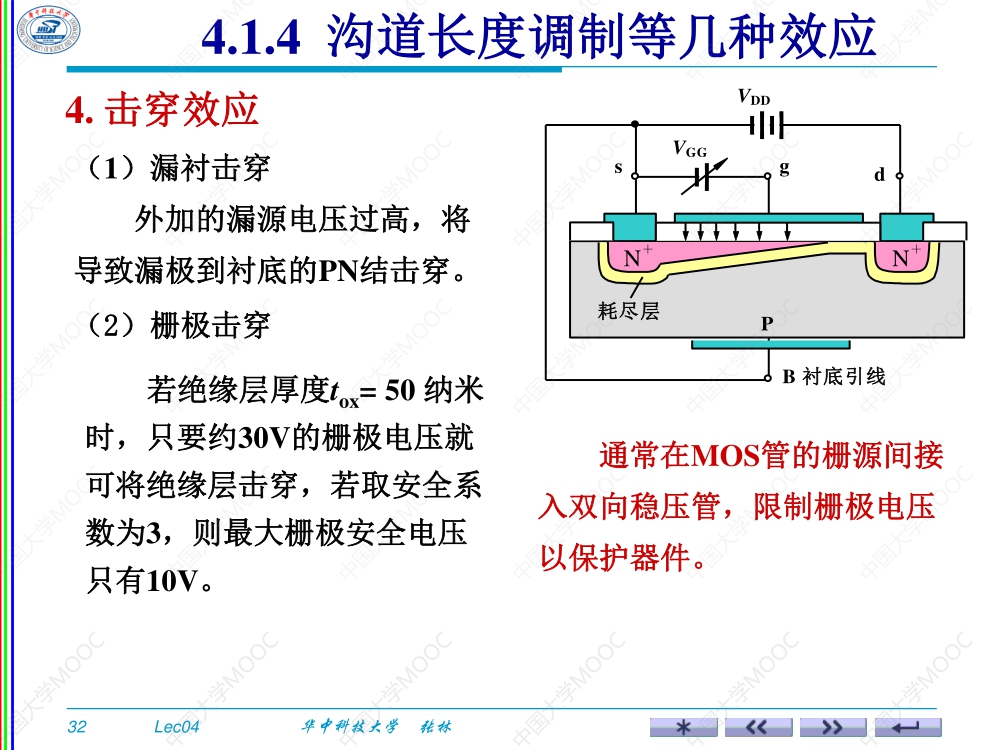 4.1.4 沟道长度调制等几种效应
4. 击穿效应
（1）漏衬击穿
外加的漏源电压过高，将
导致漏极到衬底的PN结击穿。
（2）栅极击穿
若绝缘层厚度tox= 50 纳米
时，只要约30V的栅极电压就
可将绝缘层击穿，若取安全系
数为3，则最大栅极安全电压
只有10V。
VDD
VGG
s
g
d
N+
N+
耗尽层
P
B 衬底引线
通常在MOS管的栅源间接
入双向稳压管，限制栅极电压
以保护器件。
32
Lec04
华中科技大学 张林
中国大学MOOC